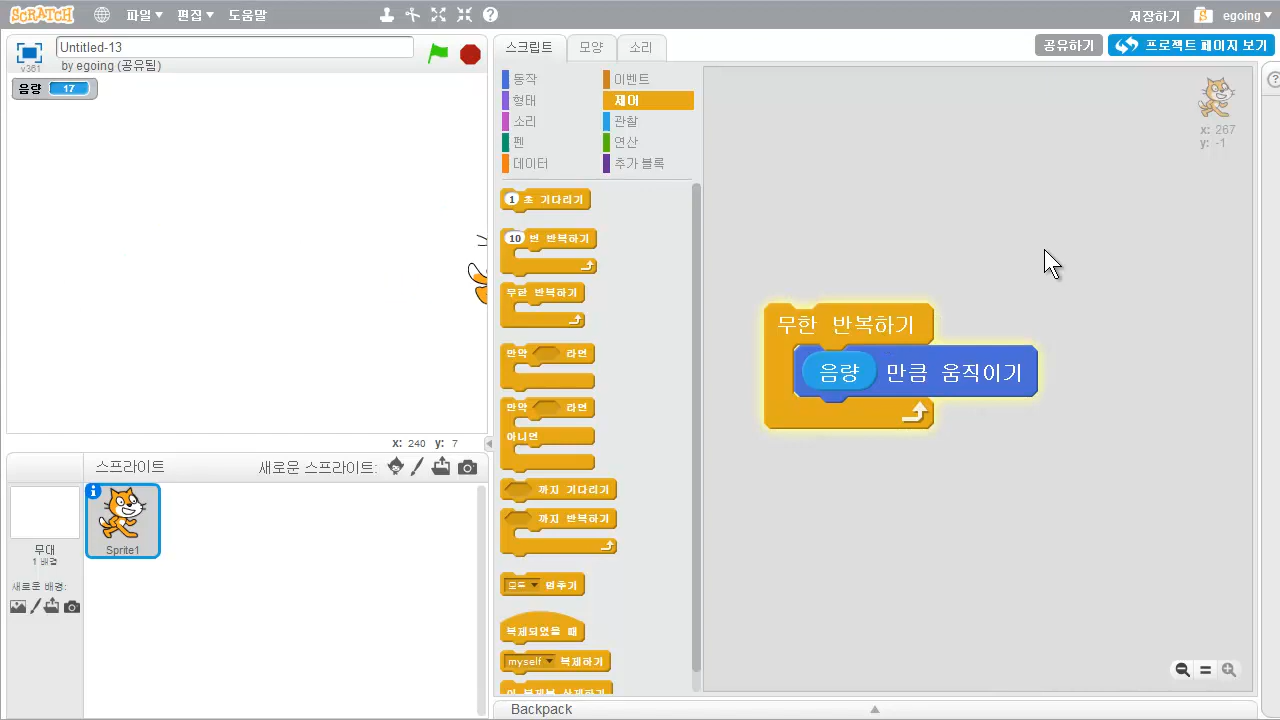 SCRATCH
파일 편집 도움말
저장하기 egoing
Untitled-13
by egoing (공유됨)
v361
음량 17
스크립트 모양 소리
공유하기 프로젝트 페이지 보기
동작 이벤트
형태 제어
소리 관찰
펜 연산
데이터 추가 블록
1 초 기다리기
10 번 반복하기
무한 반복하기
만약 라면
만약 라면
아니면
까지 기다리기
까지 반복하기
모두 멈추기
복제되었을 때
myself 복제하기
이 복제본 삭제하기
x: 267
y: -1
무한 반복하기
음량 만큼 움직이기
x: 240 y: 7
스프라이트 새로운 스프라이트:
Sprite1
무대
1 배경
새로운 배경:
Backpack